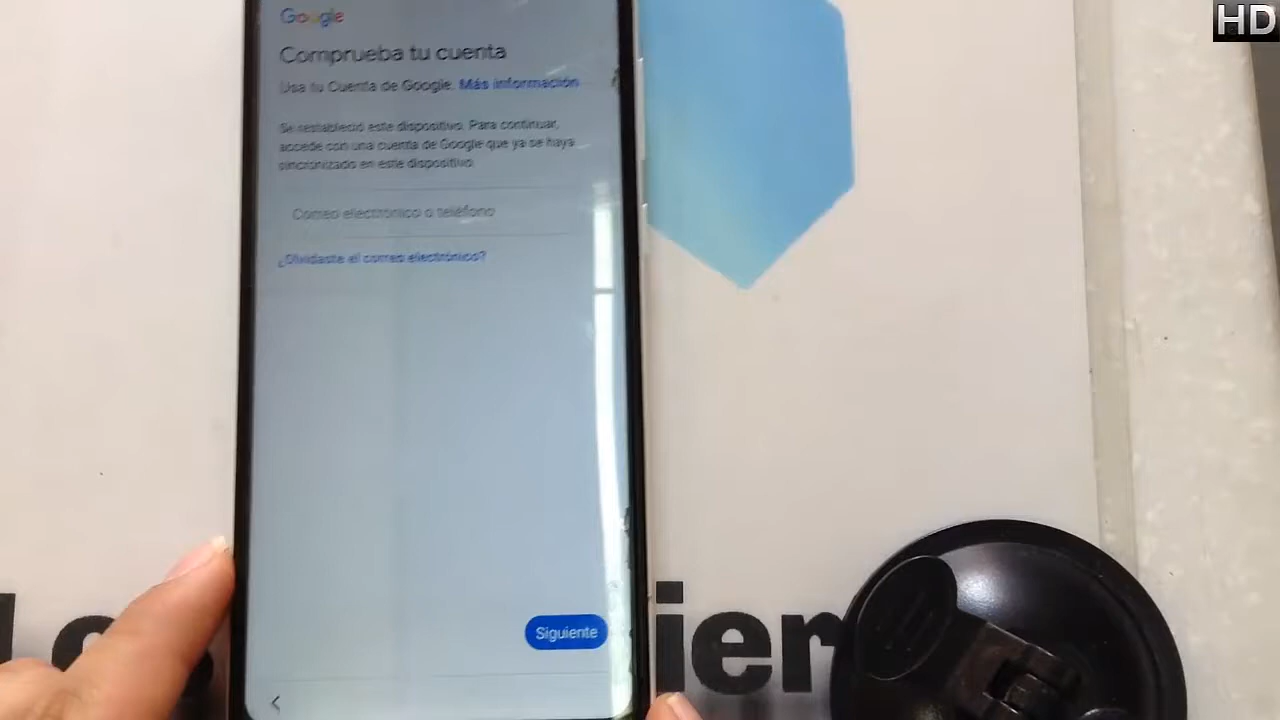 HD
Google
Comprueba tu cuenta
Usa tu Cuenta de Google. Más información
Se restableció este dispositivo. Para continuar,
accede con una cuenta de Google que ya se haya
sincronizado en este dispositivo.
Correo electrónico o teléfono
¿Olvidaste el correo electrónico?
Siguiente
ier